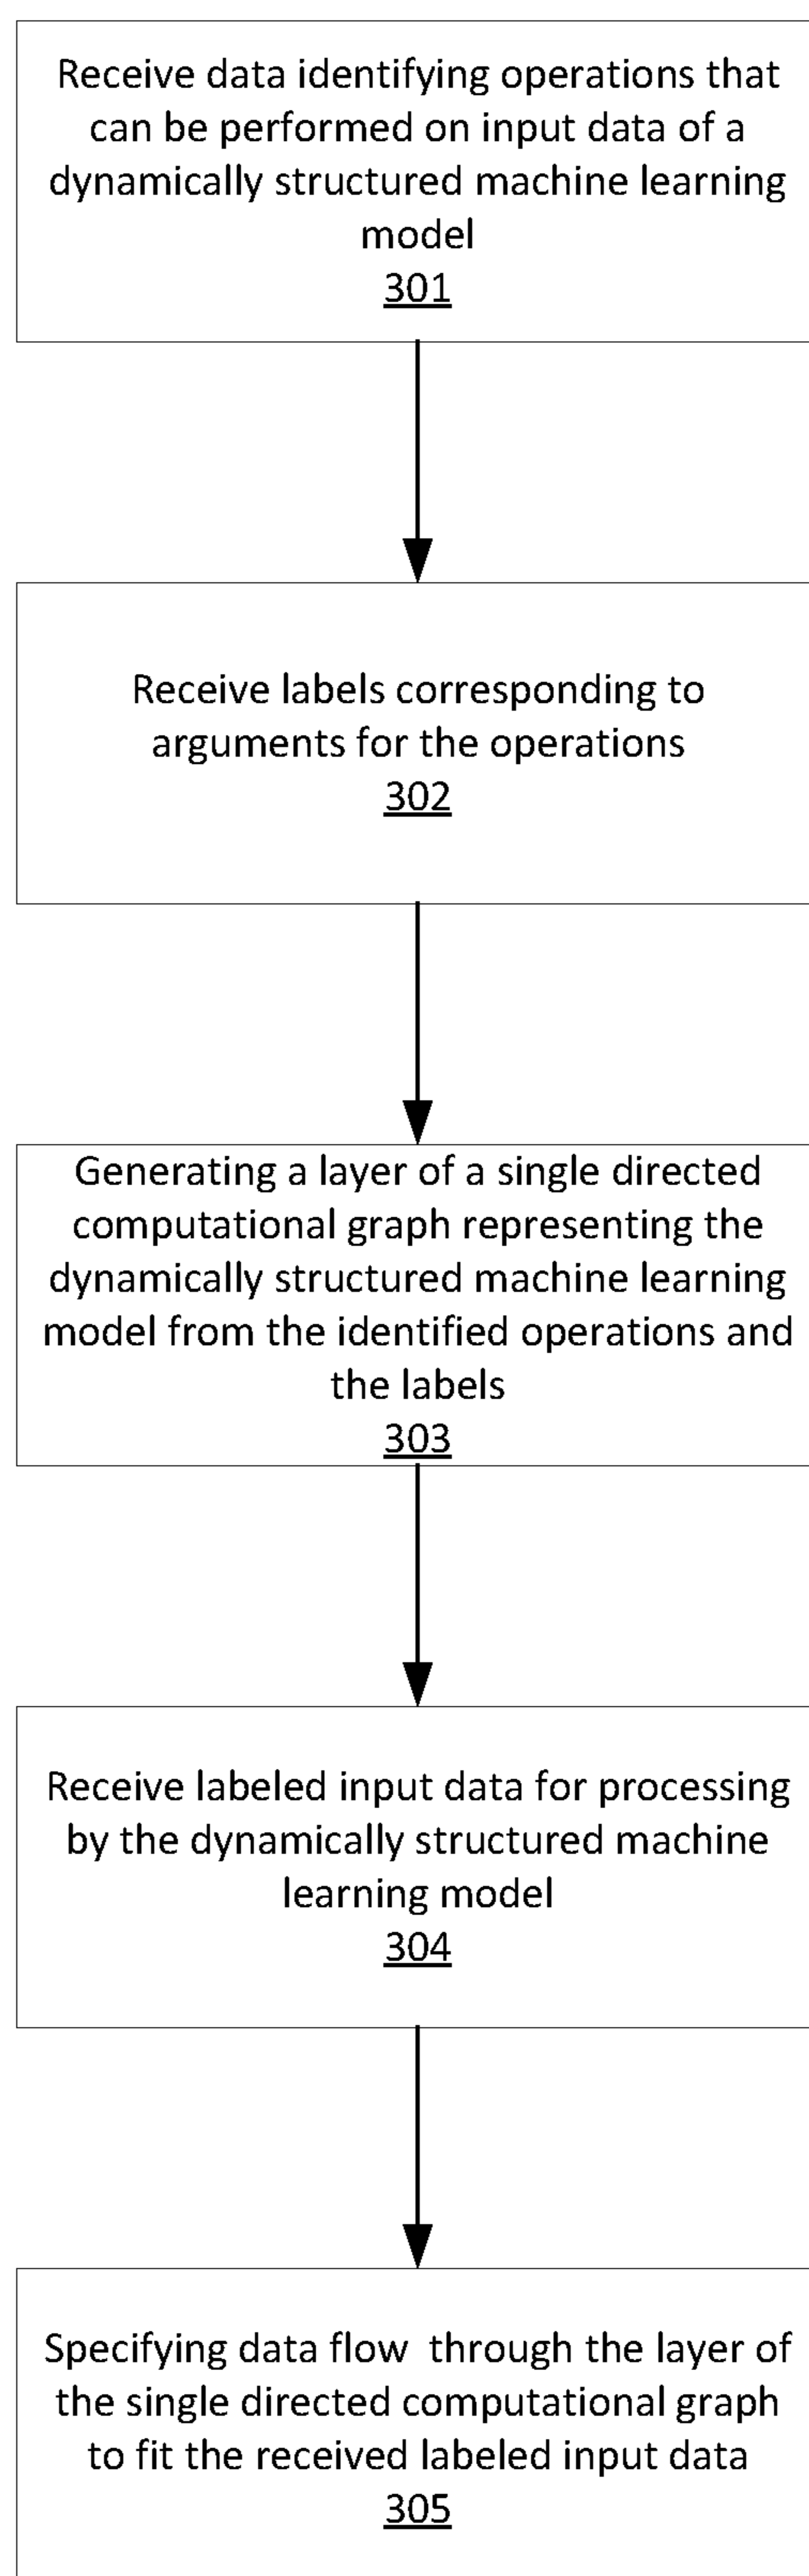 Receive data identifying operations that
can be performed on input data of a
dynamically structured machine learning
model
301
Receive labels corresponding to
arguments for the operations
302
Generating a layer of a single directed
computational graph representing the
dynamically structured machine learning
model from the identified operations and
the labels
303
Receive labeled input data for processing
by the dynamically structured machine
learning model
304
Specifying data flow through the layer of
the single directed computational graph
to fit the received labeled input data
305